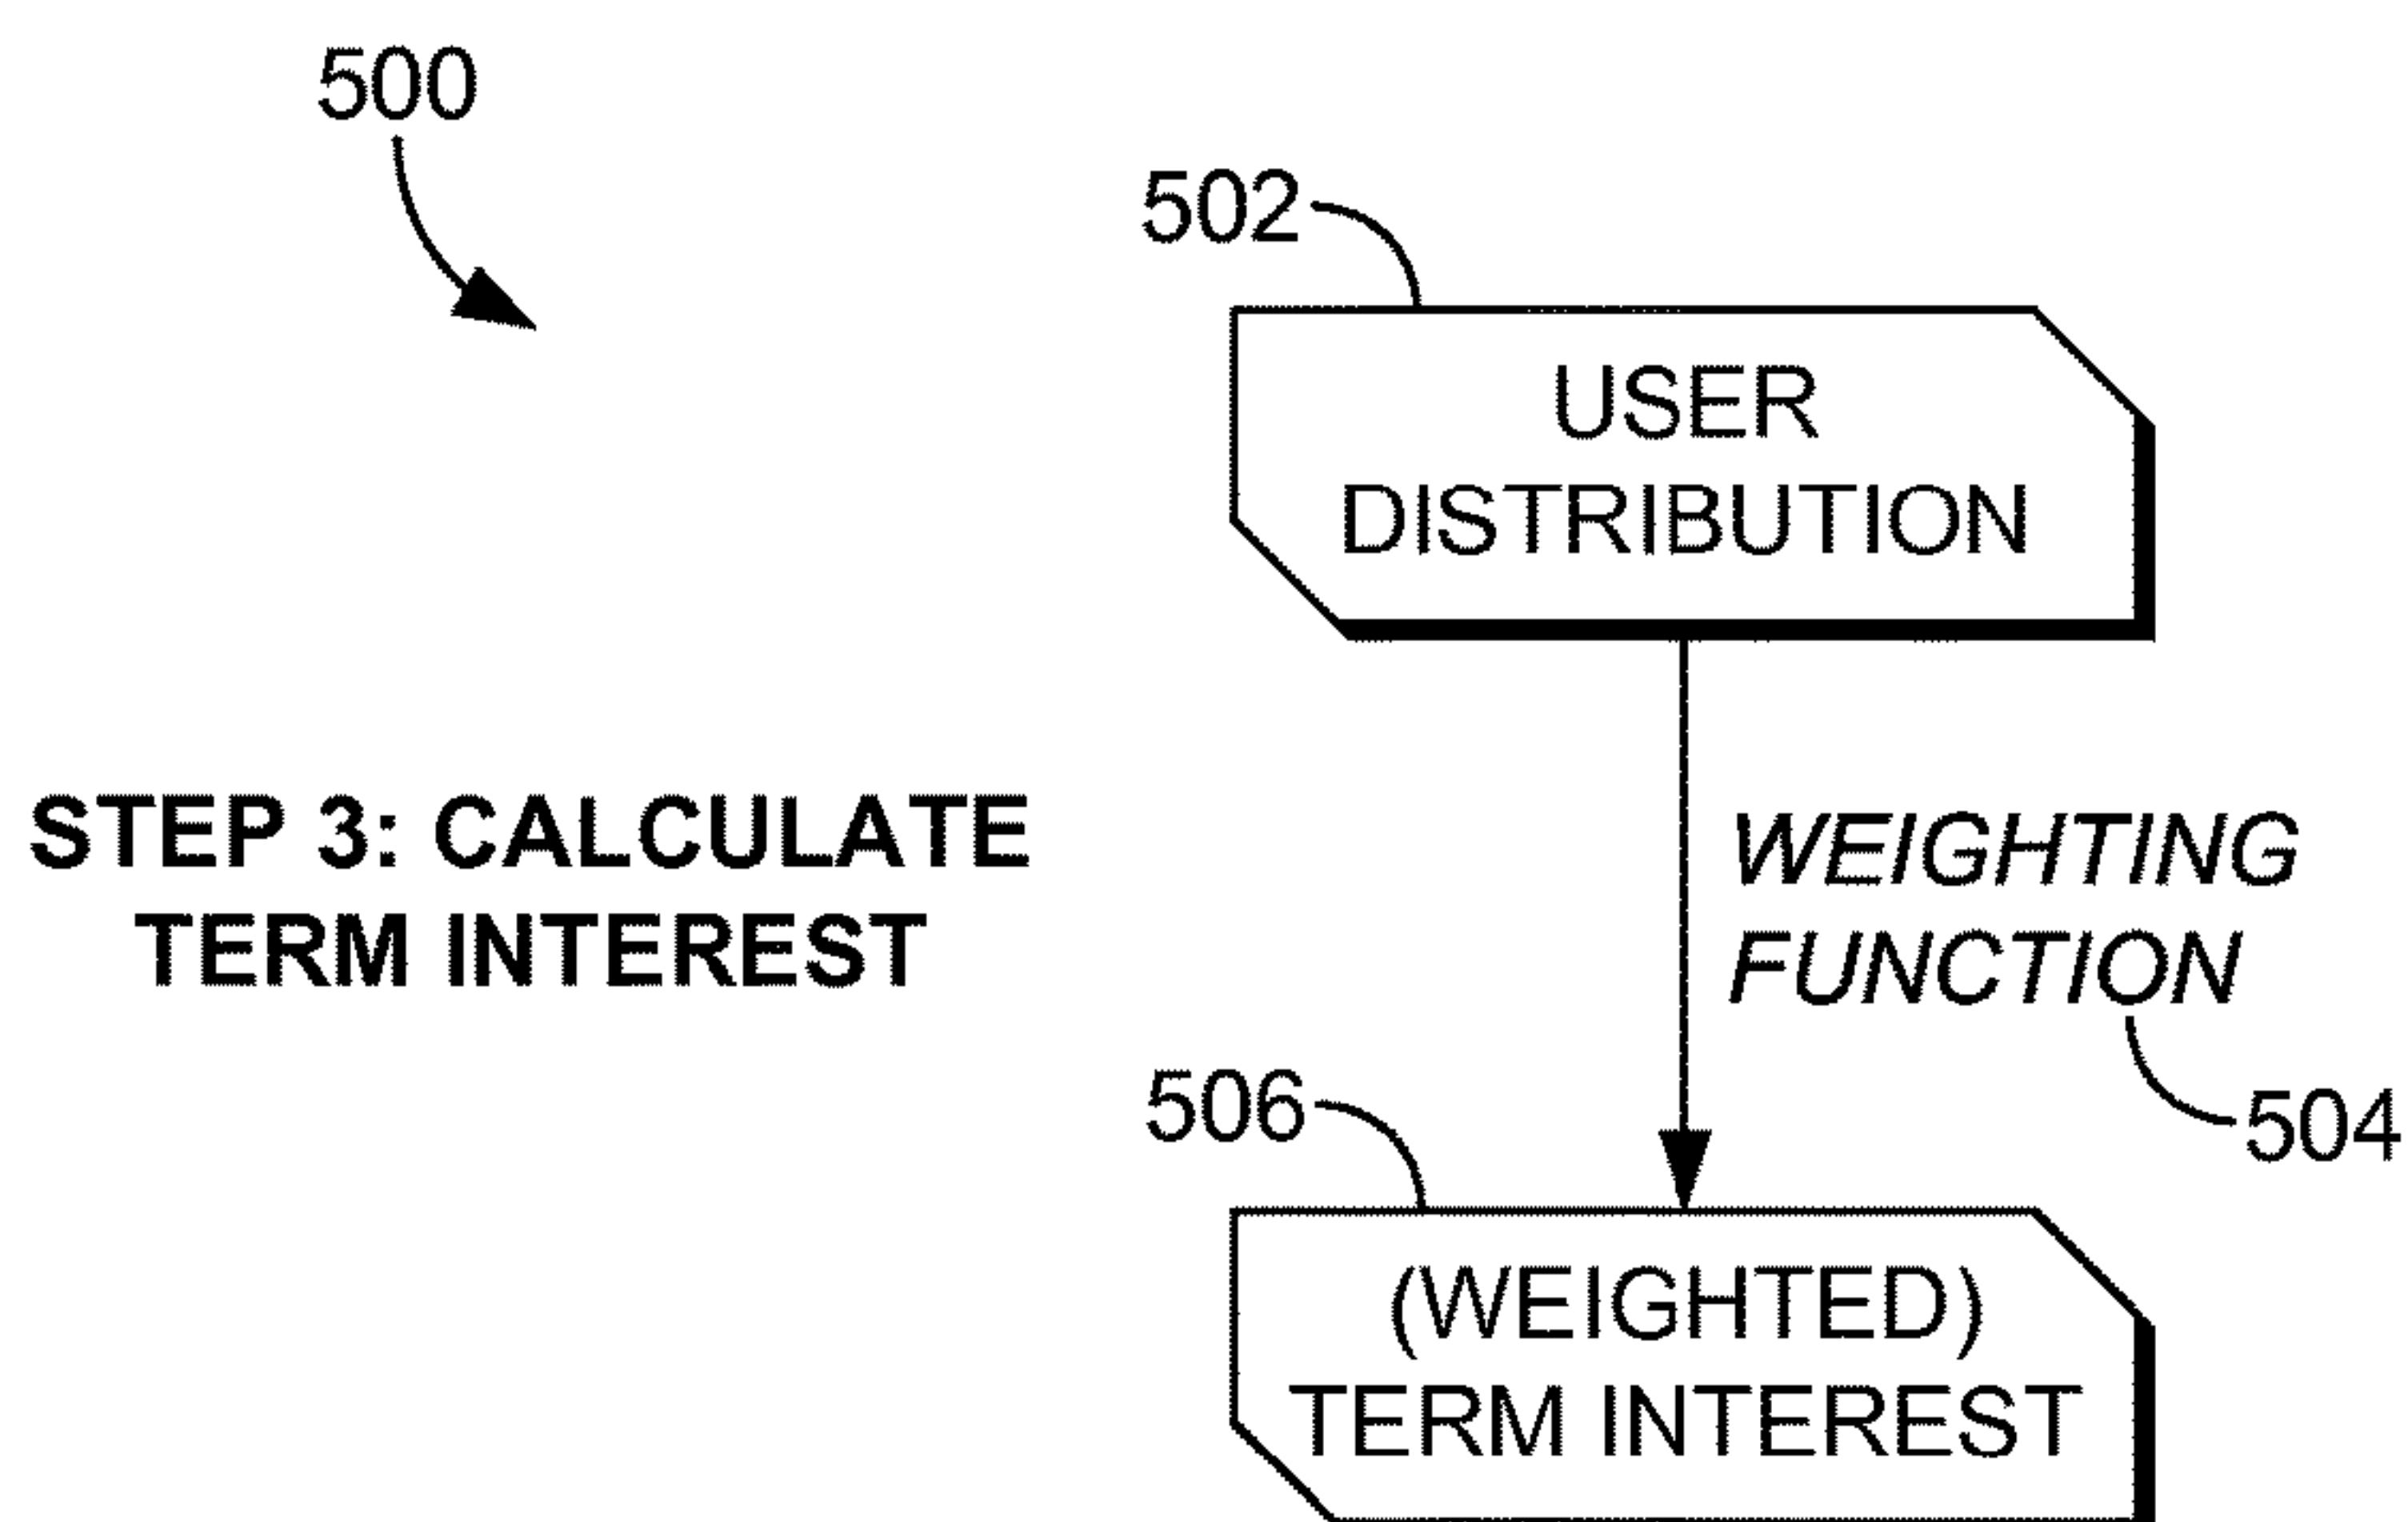 500
502
USER
DISTRIBUTION
STEP 3: CALCULATE
TERM INTEREST
WEIGHTING
FUNCTION
504
506
(WEIGHTED)
TERM INTEREST